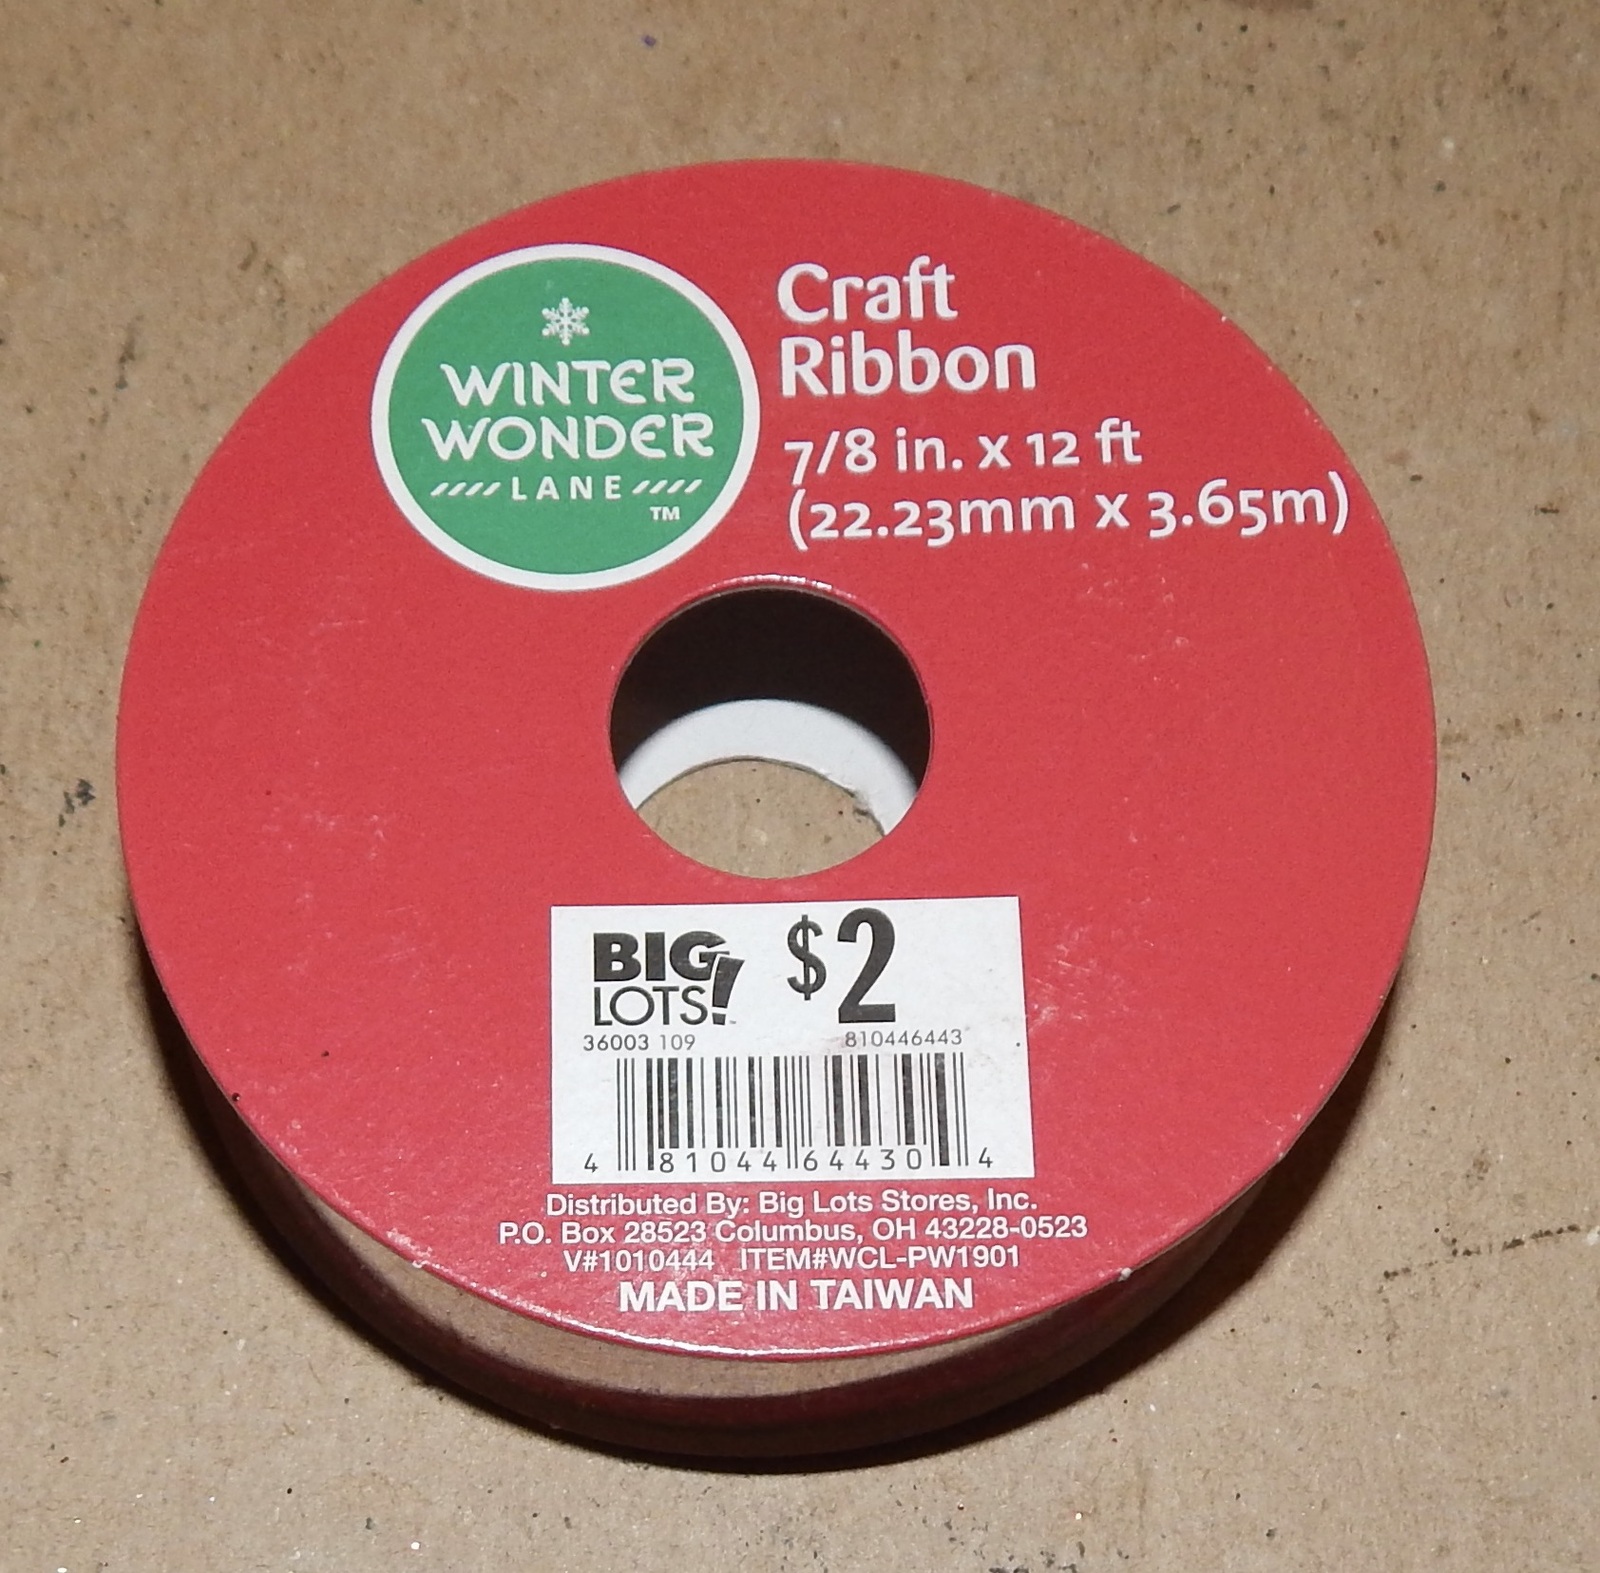 WINTER
WONDER
LANE
TM
Craft
Ribbon
7/8 in. x 12 ft
(22.23mm x 3.65m)
BIG
LOTS!
$2
36003 109 810446443
4 81044 64430 4
Distributed By: Big Lots Stores, Inc.
P.O. Box 28523 Columbus, OH 43228-0523
V#1010444 ITEM#WCL-PW1901
MADE IN TAIWAN